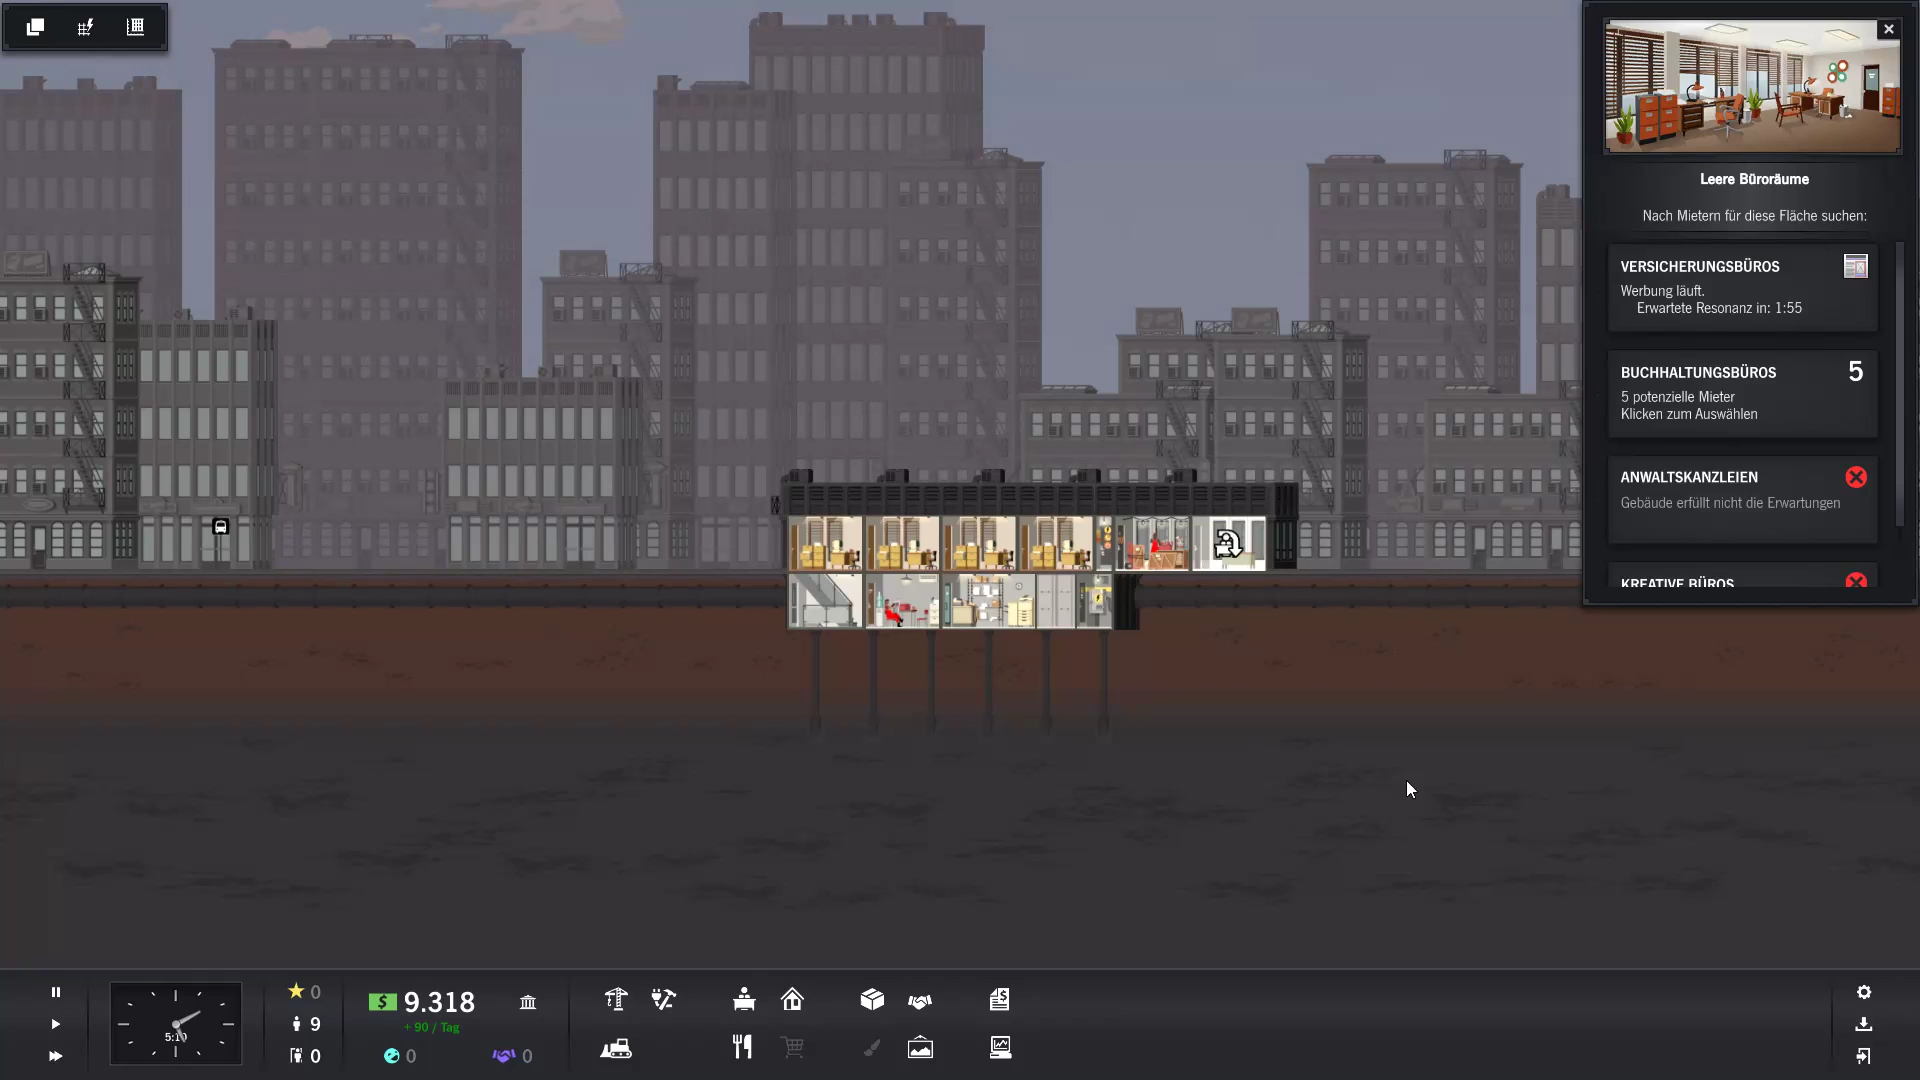 Leere Büroräume
Nach Mietern für diese Fläche suchen:
VERSICHERUNGSBÜROS
Werbung läuft.
Erwartete Resonanz in: 1:55
BUCHHALTUNGSBÜROS
5
5 potenzielle Mieter
Klicken zum Auswählen
ANWALTSKANZLEIEN
Gebäude erfüllt nicht die Erwartungen
KREATIVE BÜROS
5:10
0
9
0
$ 9.318
+ 90 / Tag
0
0